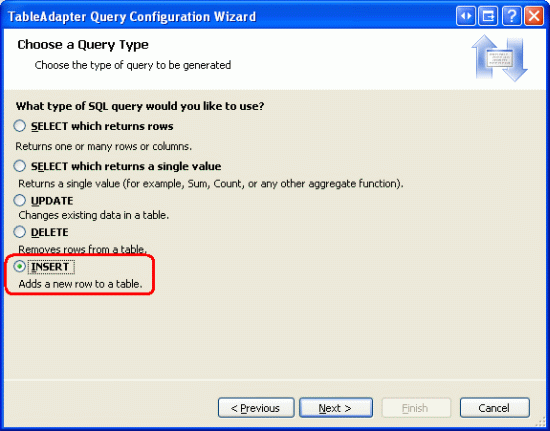 TableAdapter Query Configuration Wizard
Choose a Query Type
Choose the type of query to be generated
What type of SQL query would you like to use?
SELECT which returns rows
Returns one or many rows or columns.
SELECT which returns a single value
Returns a single value (for example, Sum, Count, or any other aggregate function).
UPDATE
Changes existing data in a table.
DELETE
Removes rows from a table.
INSERT
Adds a new row to a table.
< Previous
Next >
Finish
Cancel